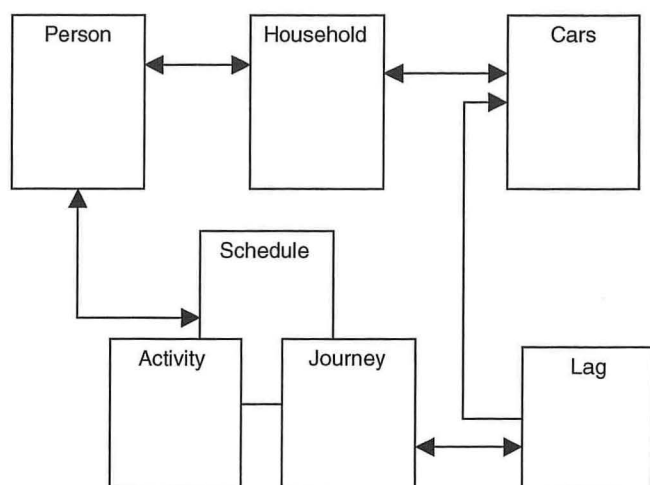 Person
Household
Cars
Schedule
Activity
Journey
Lag